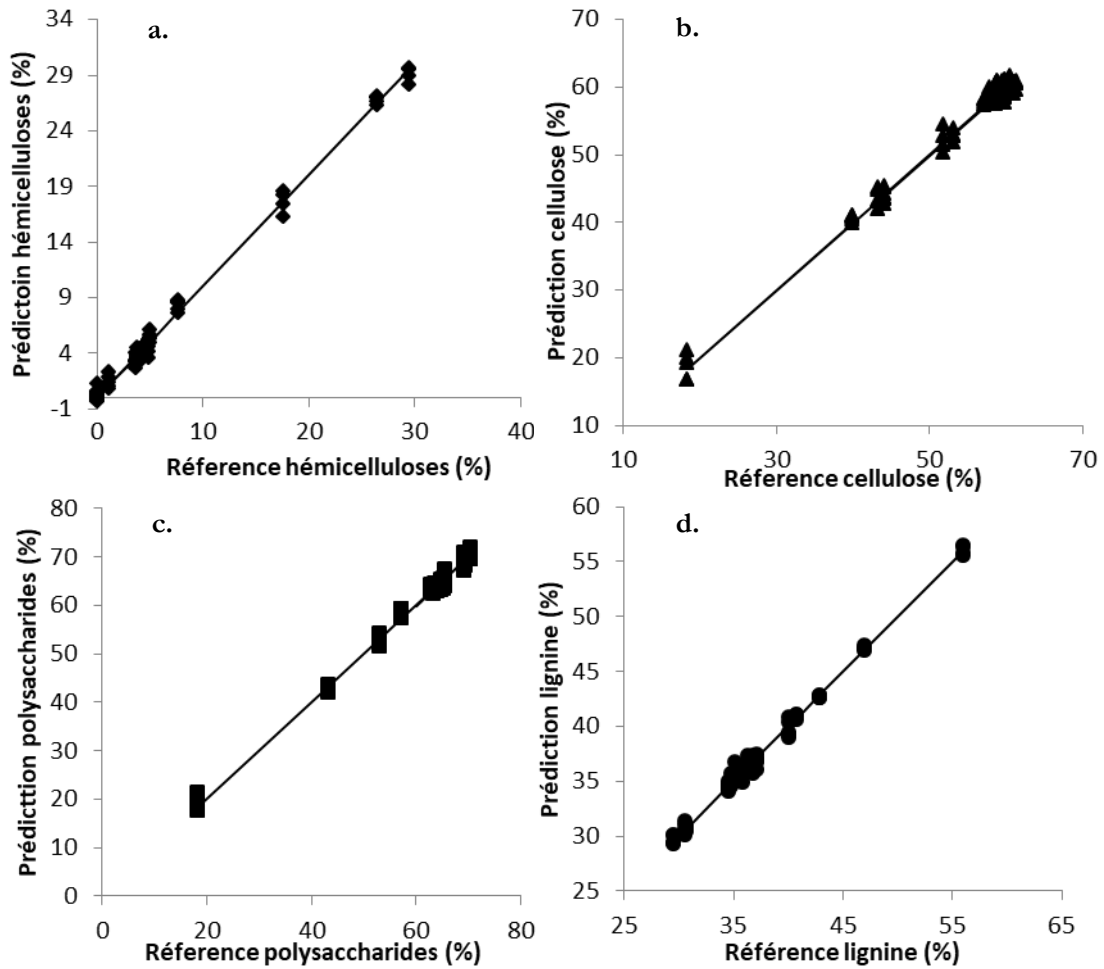 a.
Prédictoin hémicelluloses (%)
34
29
24
19
14
9
4
-1
0 10 20 30 40
Réference hémicelluloses (%)
b.
Prédiction cellulose (%)
70
60
50
40
30
20
10
10 30 50 70
Réference cellulose (%)
c.
Prédicttion polysaccharides (%)
80
70
60
50
40
30
20
10
0
0 20 40 60 80
Réference polysaccharides (%)
d.
Prédiction lignine (%)
60
55
50
45
40
35
30
25
25 35 45 55 65
Référence lignine (%)